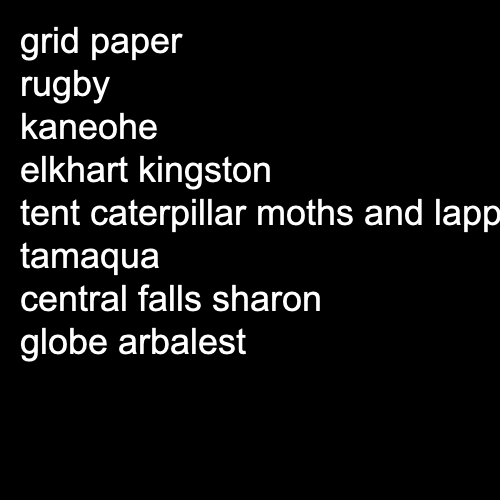 grid paper
rugby
kaneohe
elkhart kingston
tent caterpillar moths and lapp
tamaqua
central falls sharon
globe arbalest